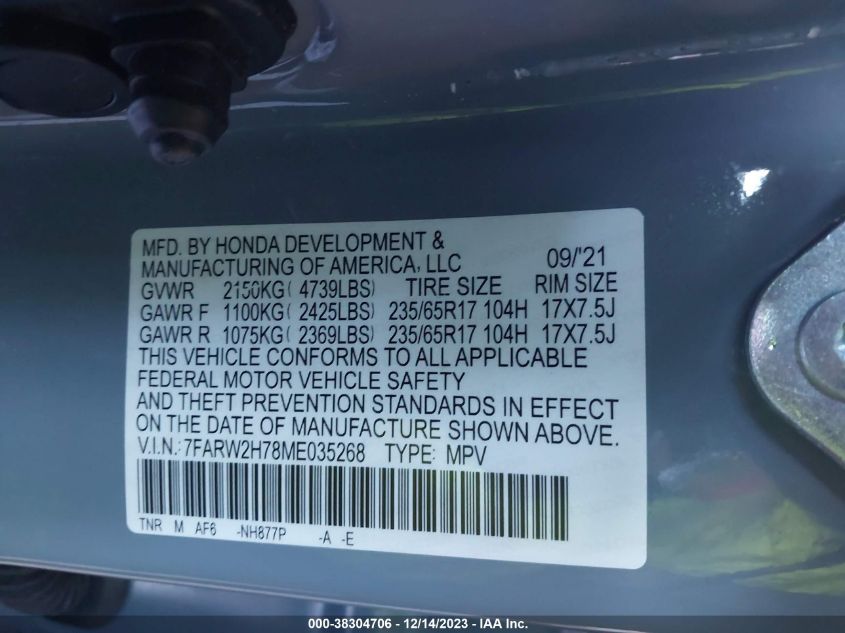 MFD. BY HONDA DEVELOPMENT &
MANUFACTURING OF AMERICA, LLC 09/'21
GVWR 2150KG( 4739LBS) TIRE SIZE RIM SIZE
GAWR F 1100KG( 2425LBS) 235/65R17 104H 17X7.5J
GAWR R 1075KG( 2369LBS) 235/65R17 104H 17X7.5J
THIS VEHICLE CONFORMS TO ALL APPLICABLE
FEDERAL MOTOR VEHICLE SAFETY
AND THEFT PREVENTION STANDARDS IN EFFECT
ON THE DATE OF MANUFACTURE SHOWN ABOVE.
V.I.N.: 7FARW2H78ME035268 TYPE: MPV
TNR M AF6 -NH877P -A -E
000-38304706 - 12/14/2023 - IAA Inc.